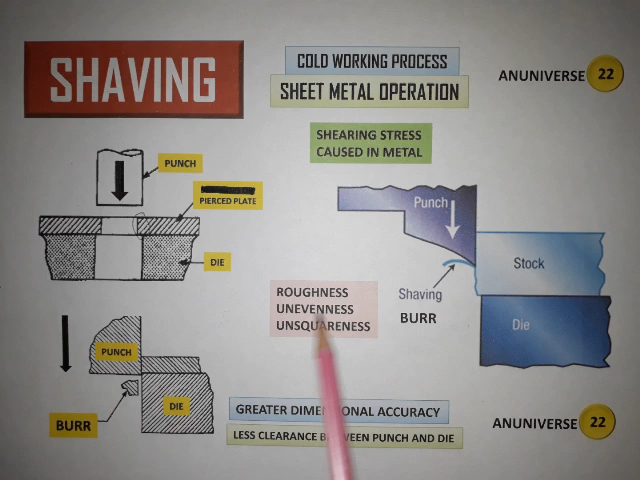 SHAVING
COLD WORKING PROCESS
SHEET METAL OPERATION
ANUNIVERSE 22
SHEARING STRESS
CAUSED IN METAL
PUNCH
PIERCED PLATE
DIE
Punch
Stock
Shaving
BURR
Die
ROUGHNESS
UNEVENNESS
UNSQUARENESS
PUNCH
DIE
BURR
GREATER DIMENSIONAL ACCURACY
LESS CLEARANCE BETWEEN PUNCH AND DIE
ANUNIVERSE 22